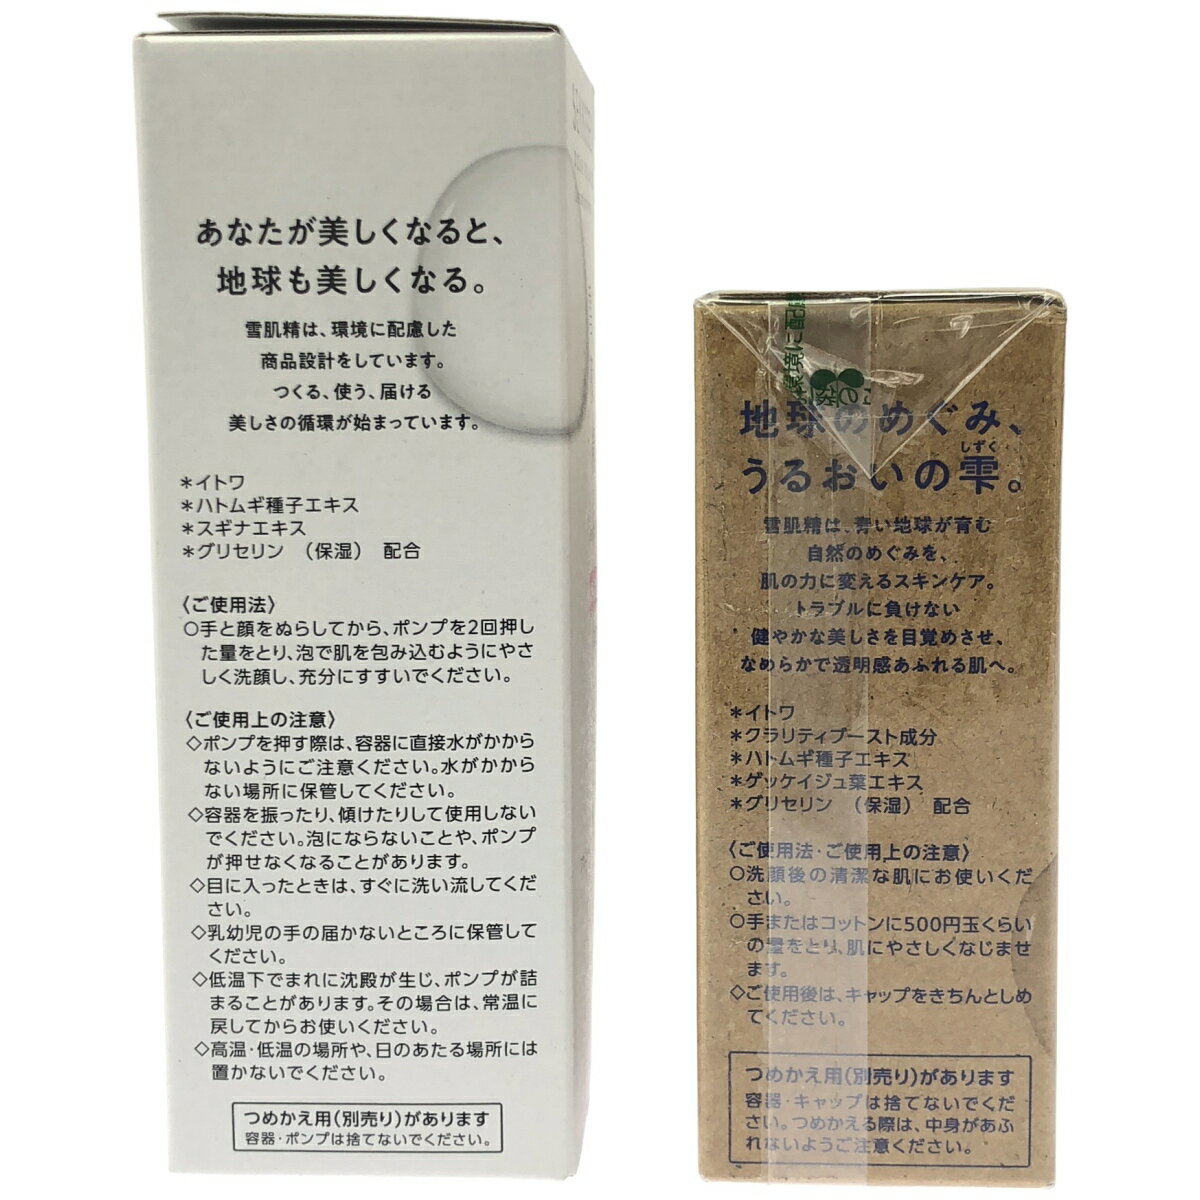 あなたが美しくなると、
地球も美しくなる。
雪肌精は、環境に配慮した
商品設計をしています。
つくる、使う、届ける
美しさの循環が始まっています。
＊イトワ
＊ハトムギ種子エキス
＊スギナエキス
＊グリセリン （保湿） 配合
〈ご使用法〉
○手と顔をぬらしてから、ポンプを2回押し
た量をとり、泡で肌を包み込むようにやさ
しく洗顔し、充分にすすいでください。
〈ご使用上の注意〉
◇ポンプを押す際は、容器に直接水がかから
ないようにご注意ください。水がかから
ない場所に保管してください。
◇容器を振ったり、傾けたりして使用しない
でください。泡にならないことや、ポンプ
が押せなくなることがあります。
◇目に入ったときは、すぐに洗い流してくだ
さい。
◇乳幼児の手の届かないところに保管して
ください。
◇低温下でまれに沈殿が生じ、ポンプが詰
まることがあります。その場合は、常温に
戻してからお使いください。
◇高温・低温の場所や、日のあたる場所には
置かないでください。
つめかえ用(別売り)があります
容器・ポンプは捨てないでください。
地球のめぐみ、
しずく
うるおいの雫。
雪肌精は、青い地球が育む
自然のめぐみを、
肌の力に変えるスキンケア。
トラブルに負けない
健やかな美しさを目覚めさせ、
なめらかで透明感あふれる肌へ。
＊イトワ
＊クラリティブースト成分
＊ハトムギ種子エキス
＊ゲッケイジュ葉エキス
＊グリセリン （保湿） 配合
〈ご使用法・ご使用上の注意〉
○洗顔後の清潔な肌にお使いくだ
さい。
○手またはコットンに500円玉くらい
の量をとり、肌にやさしくなじませ
ます。
◇ご使用後は、キャップをきちんとしめ
てください。
つめかえ用(別売り)があります
容器・キャップは捨てないでくだ
さい。つめかえる際は、中身があふ
れないようご注意ください。